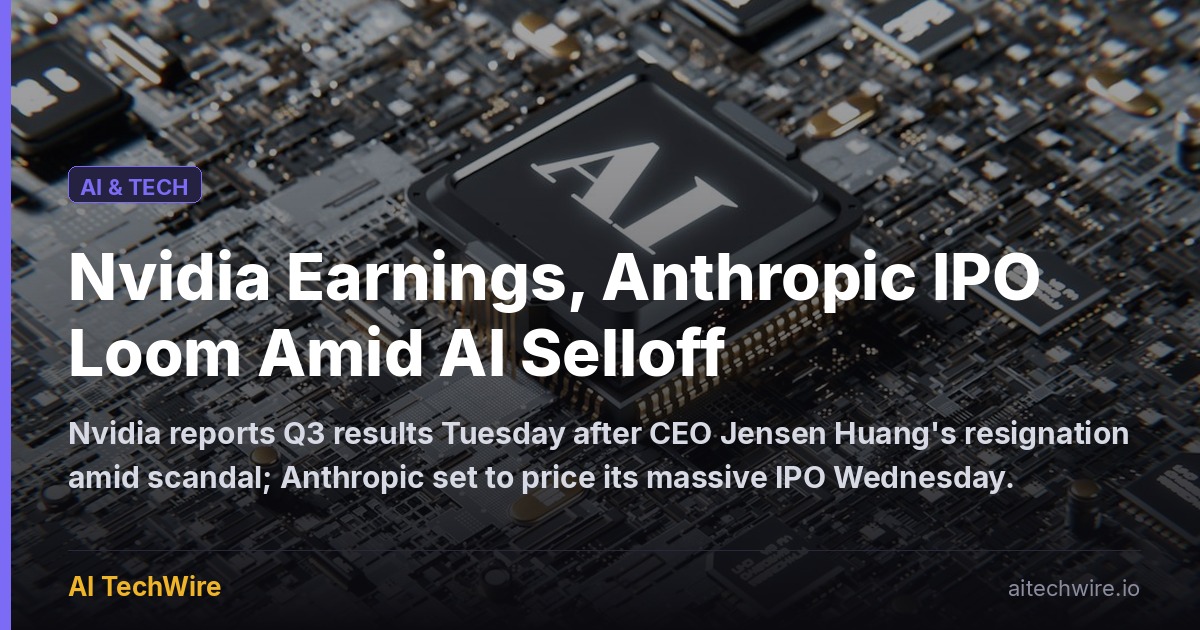 AI
AI & TECH
Nvidia Earnings, Anthropic IPO
Loom Amid AI Selloff
Nvidia reports Q3 results Tuesday after CEO Jensen Huang's resignation
amid scandal; Anthropic set to price its massive IPO Wednesday.
AI TechWire
aitechwire.io